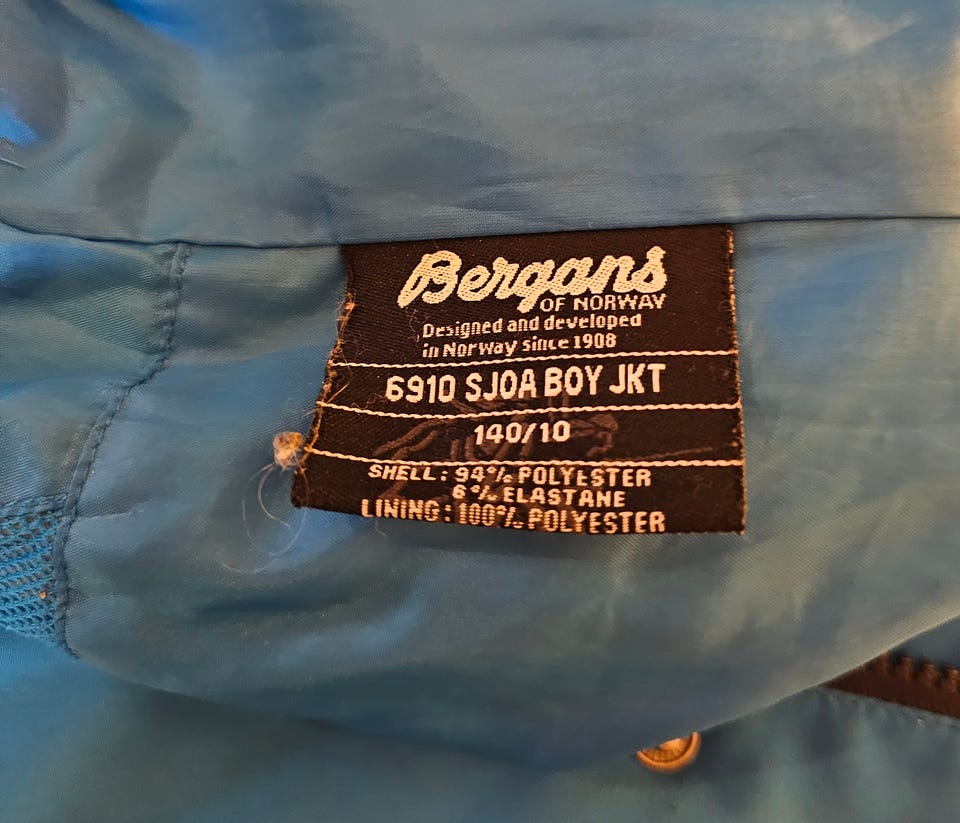 Bergans
OF NORWAY
Designed and developed
in Norway since 1908
6910 SJOA BOY JKT
140/10
SHELL: 94% POLYESTER
6% ELASTANE
LINING: 100% POLYESTER